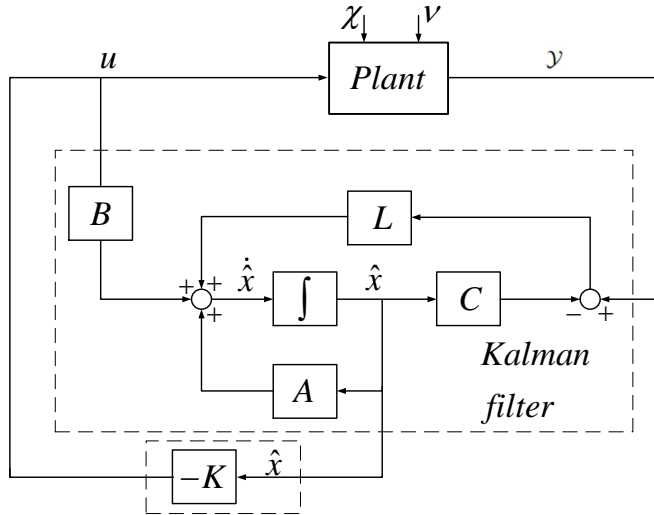 χ ν
u Plant y
B
L
+ + ẋ̂ ∫ x̂ C − +
+
A
Kalman
filter
−K x̂